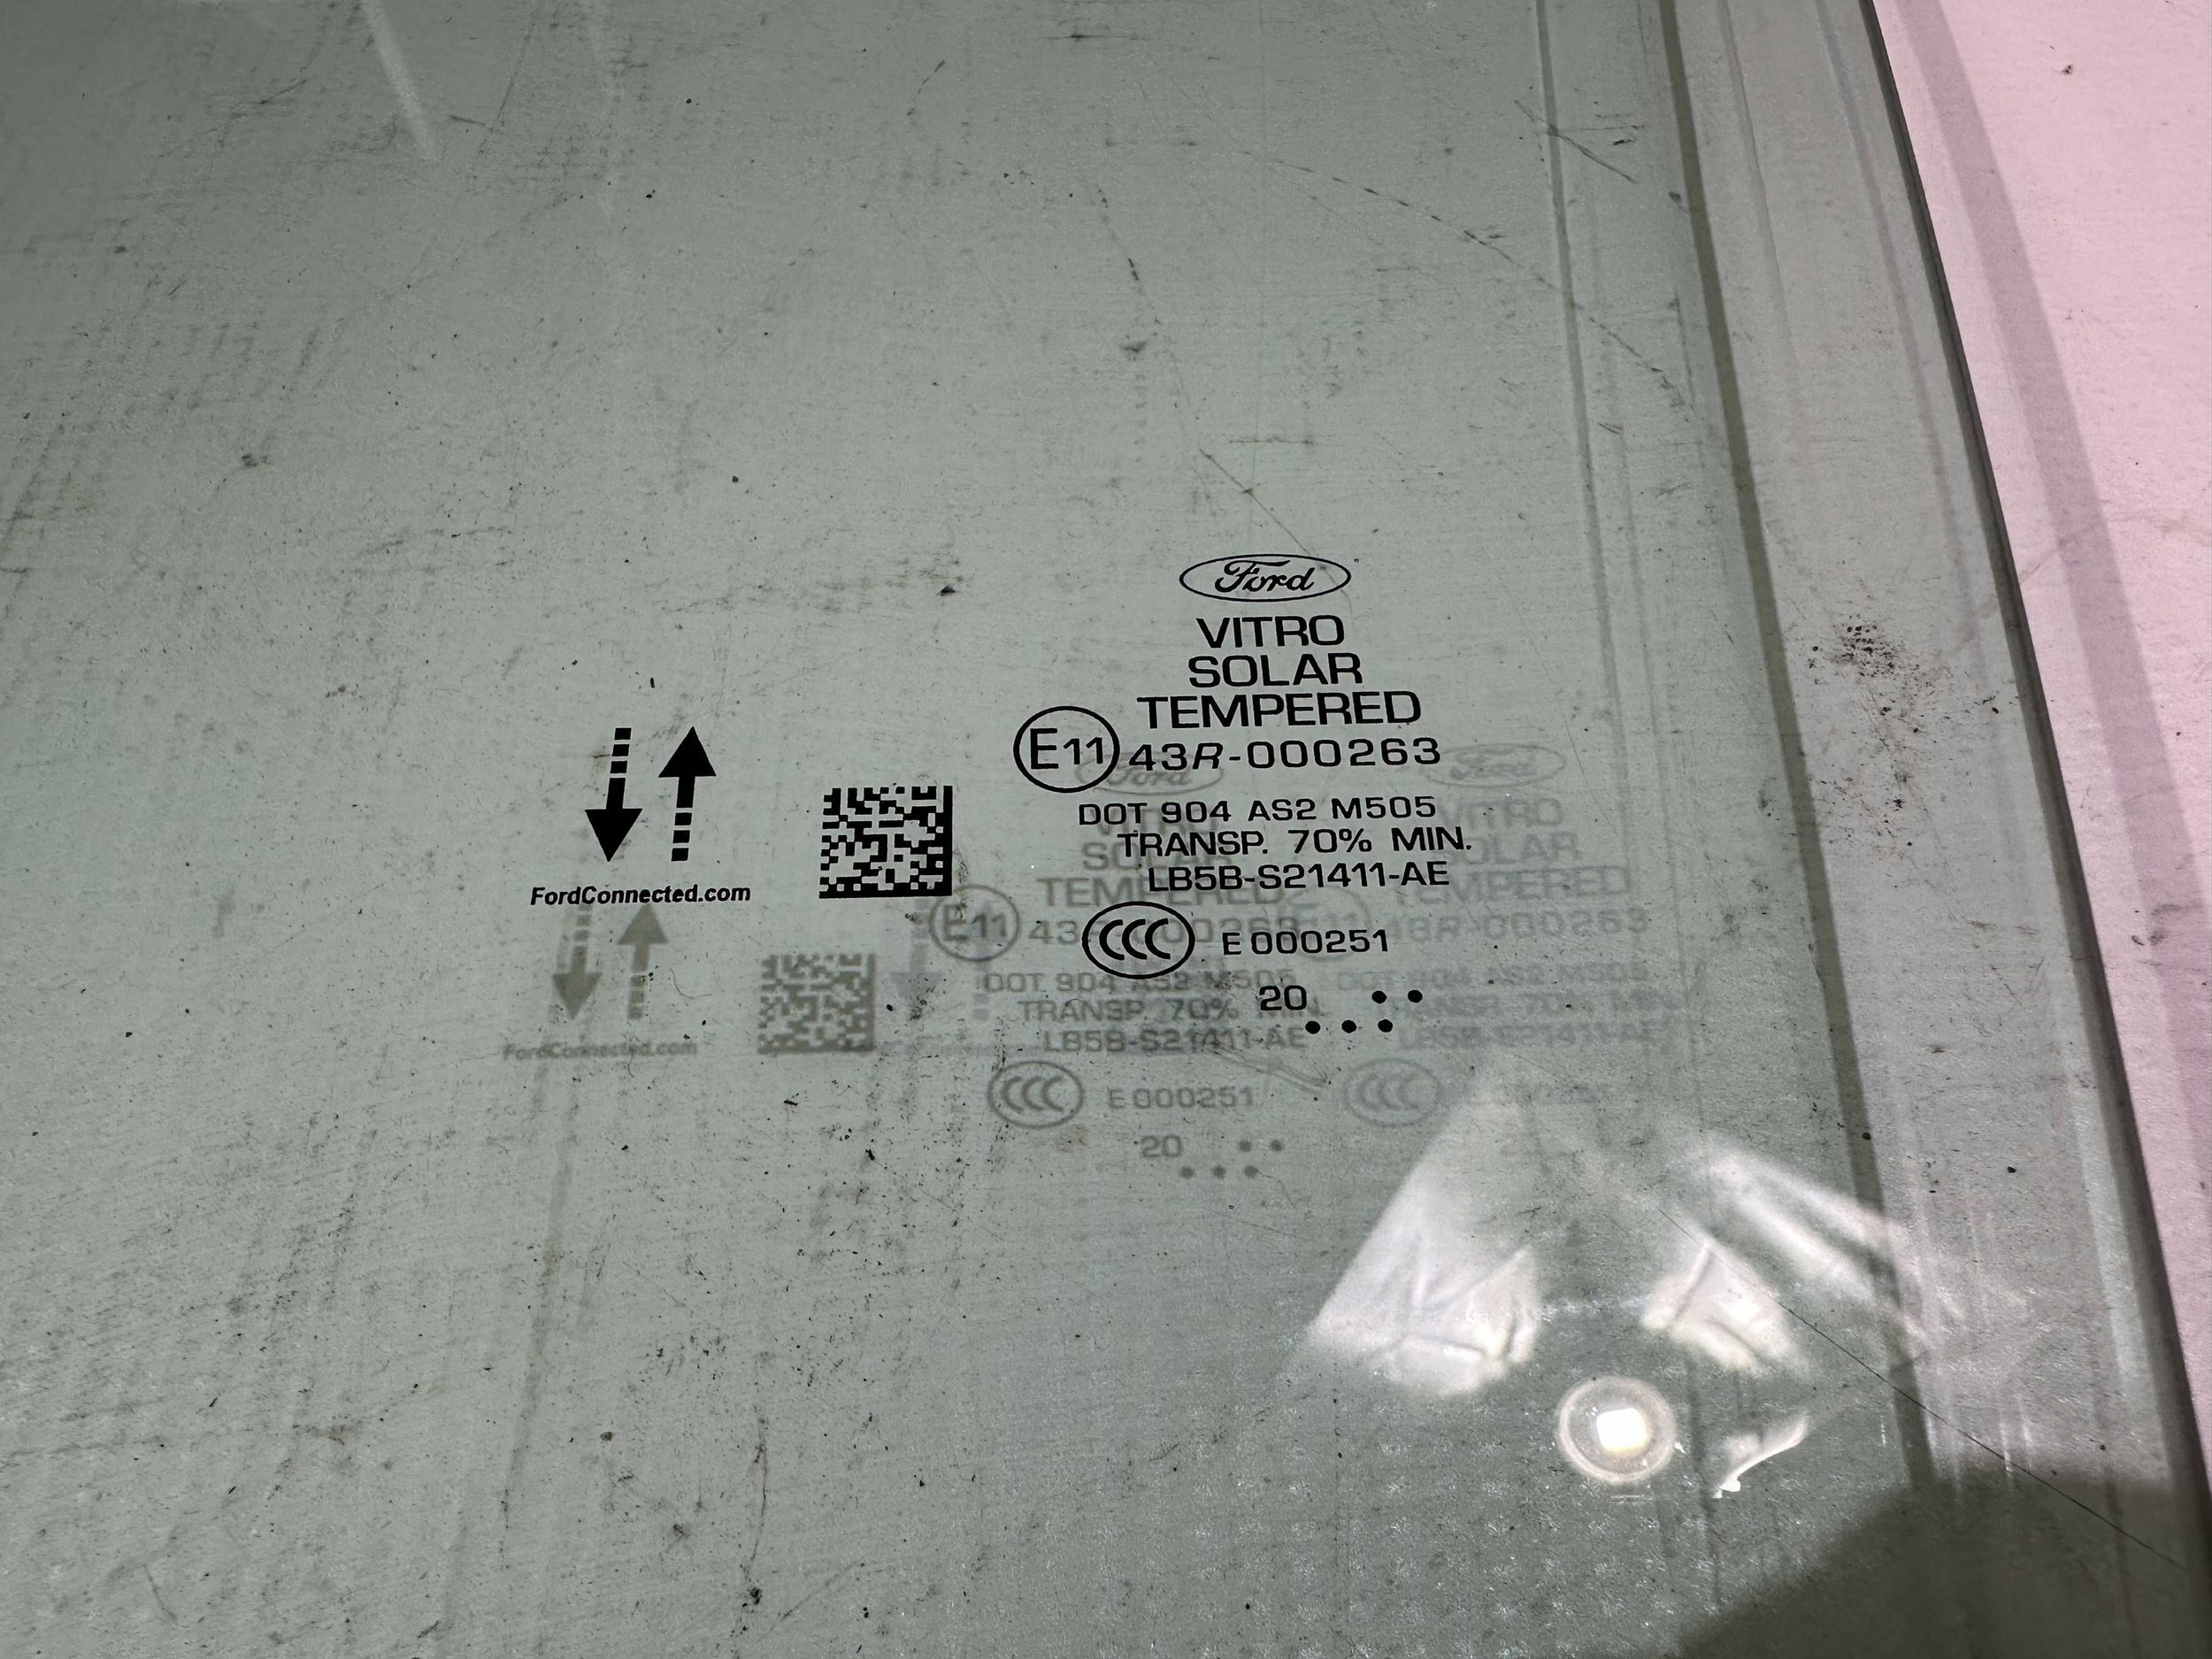 Ford
VITRO
SOLAR
TEMPERED
E11 43R-000263
DOT 904 AS2 M505
TRANSP. 70% MIN.
LB5B-S21411-AE
CCC E000251
20
FordConnected.com